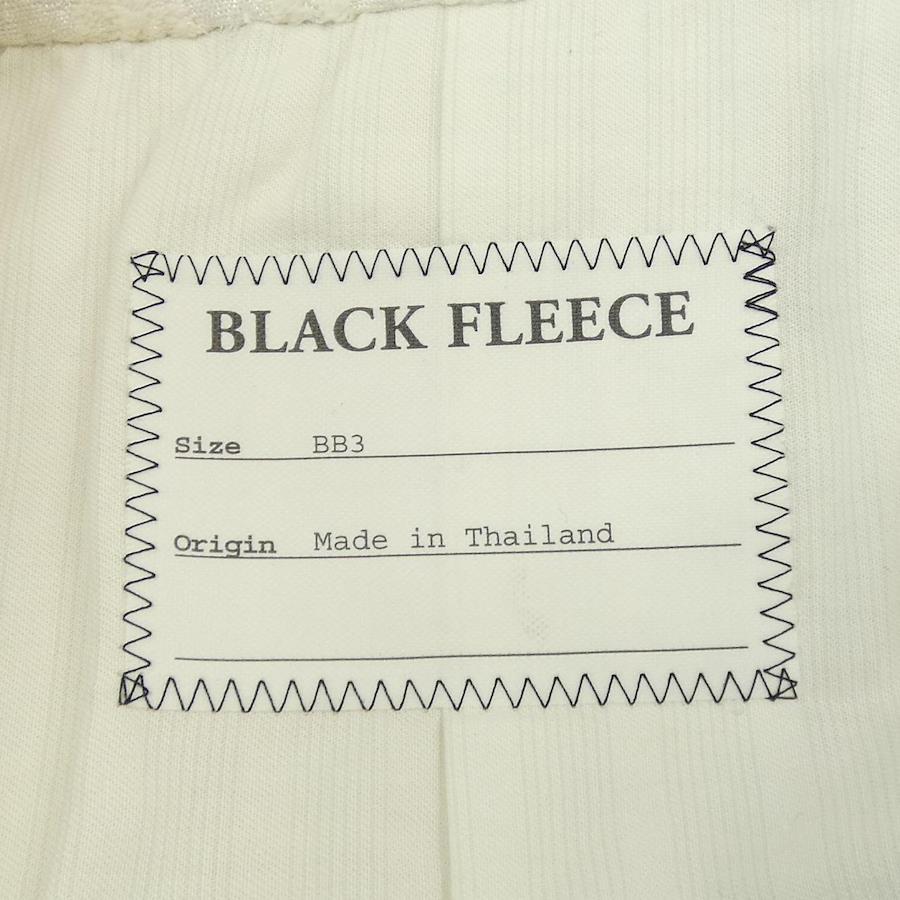 BLACK FLEECE
Size BB3
Origin Made in Thailand